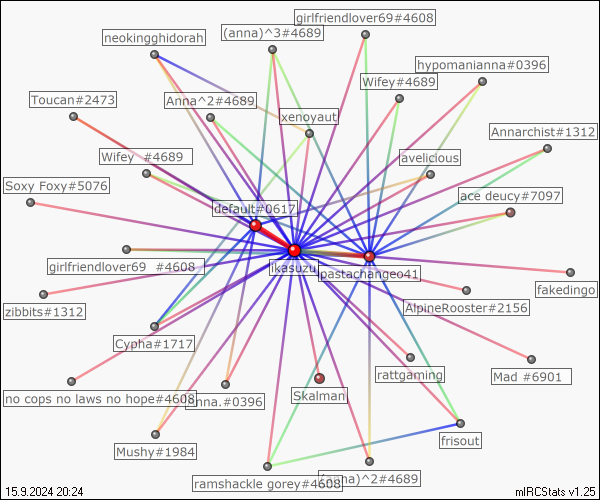 girlfriendlover69#4608
(anna)^3#4689
neokingghidorah
hypomanianna#0396
Wifey#4689
Toucan#2473
Anna^2#4689
xenoyaut
Annarchist#1312
Wifey #4689
avelicious
Soxy Foxy#5076
ace deucy#7097
default#0617
girlfriendlover69 #4608
ikasuzu
pastachangeo41
fakedingo
zibbits#1312
AlpineRooster#2156
Cypha#1717
rattgaming
Mad #6901
no cops no laws no hope#4608
anna.#0396
Skalman
Mushy#1984
frisout
ramshackle gorey#4608
(anna)^2#4689
15.9.2024 20:24
mIRCStats v1.25